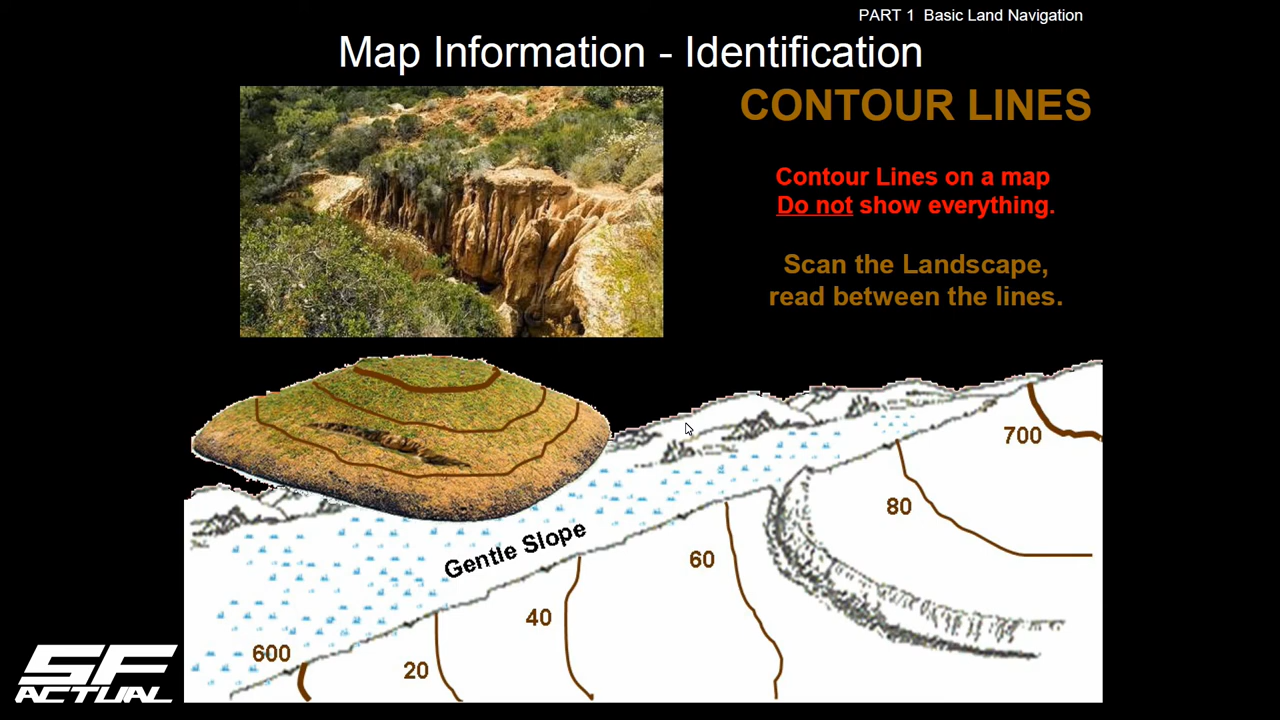 PART 1  Basic Land Navigation
Map Information - Identification
CONTOUR LINES
Contour Lines on a map
Do not show everything.
Scan the Landscape,
read between the lines.
700
80
60
Gentle Slope
40
600
20
SF
ACTUAL